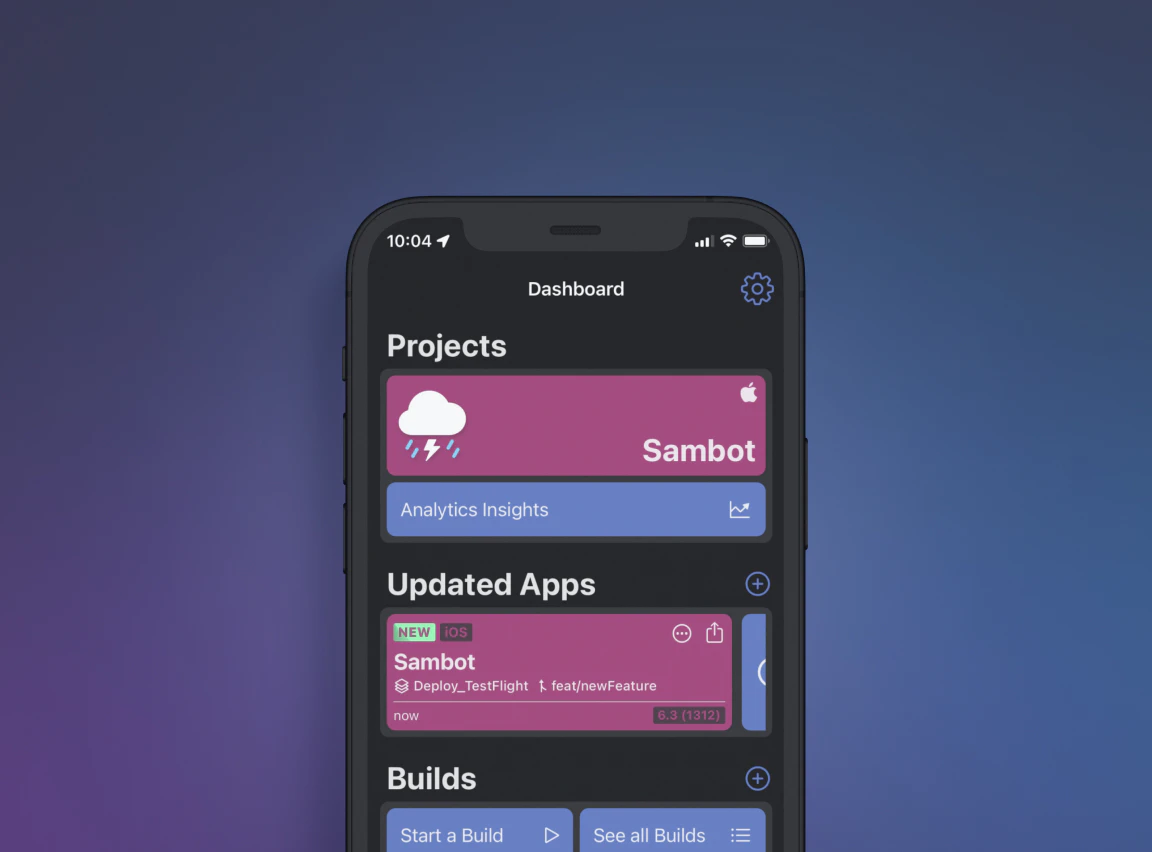 10:04
Dashboard
Projects
Sambot
Analytics Insights
Updated Apps
NEW iOS
Sambot
Deploy_TestFlight feat/newFeature
now 6.3 (1312)
Builds
Start a Build See all Builds